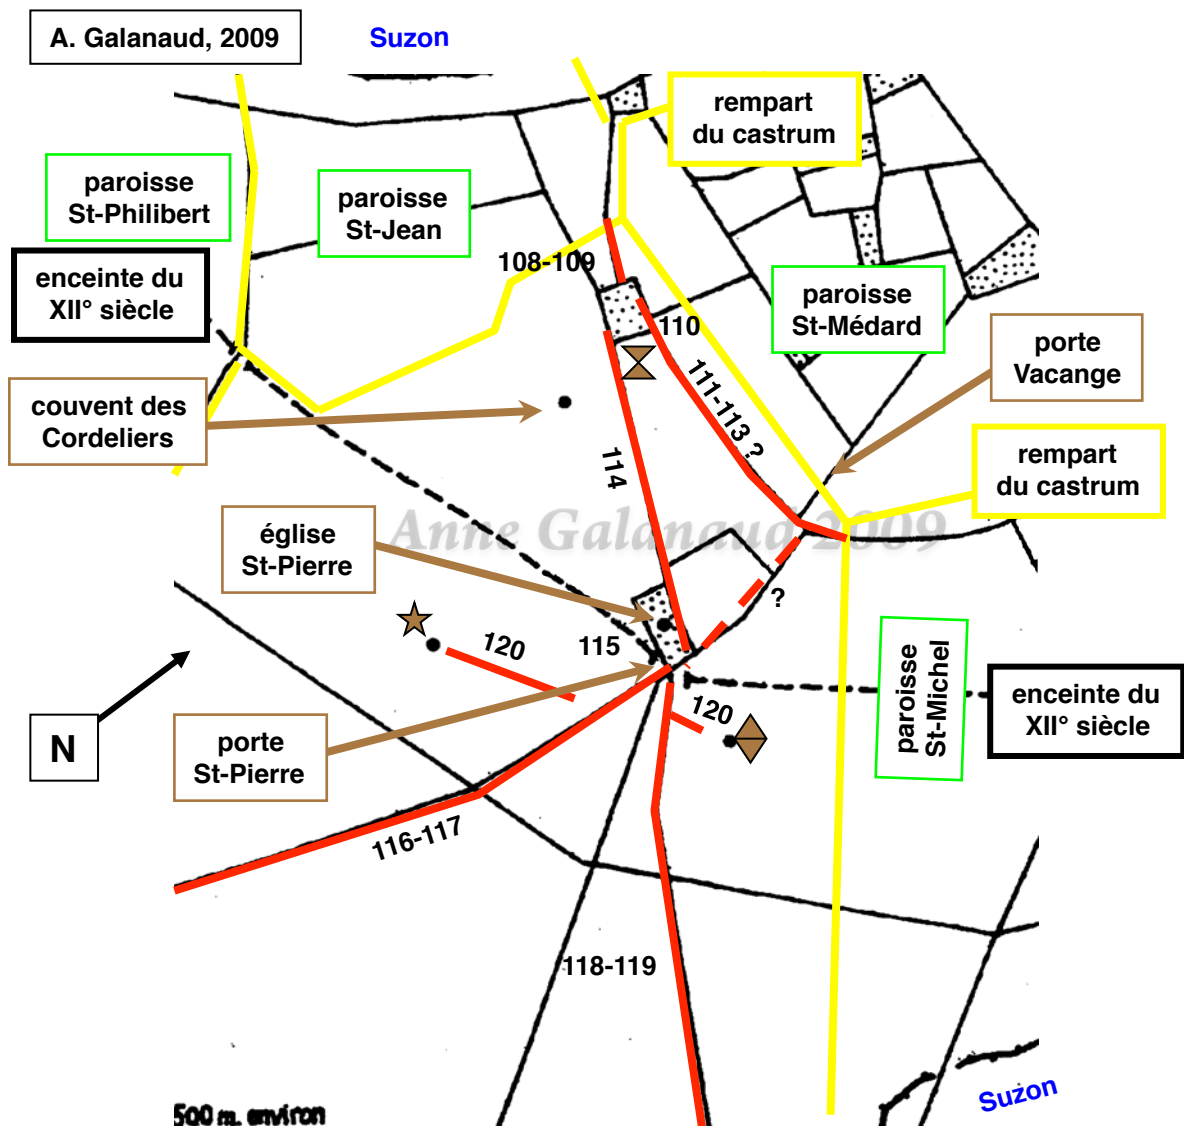 A. Galanaud, 2009
Suzon
rempart
du castrum
paroisse
St-Philibert
paroisse
St-Jean
enceinte du
XII° siècle
108-109
paroisse
St-Médard
110
porte
Vacange
111-113 ?
couvent des
Cordeliers
114
rempart
du castrum
église
St-Pierre
Anne Galanaud 2009
?
115
120
paroisse
St-Michel
enceinte du
XII° siècle
120
N
porte
St-Pierre
116-117
118-119
Suzon
500 m. environ